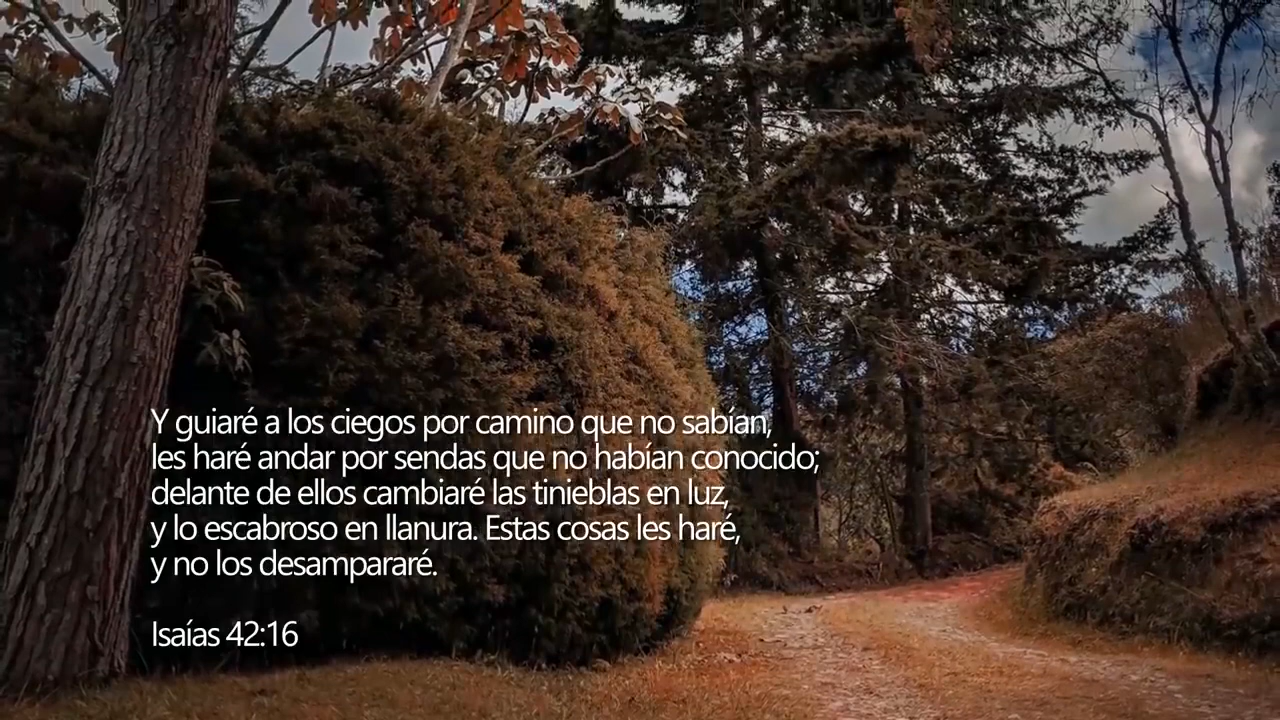 Y guiaré a los ciegos por camino que no sabían,
les haré andar por sendas que no habían conocido;
delante de ellos cambiaré las tinieblas en luz,
y lo escabroso en llanura. Estas cosas les haré,
y no los desampararé.
Isaías 42:16